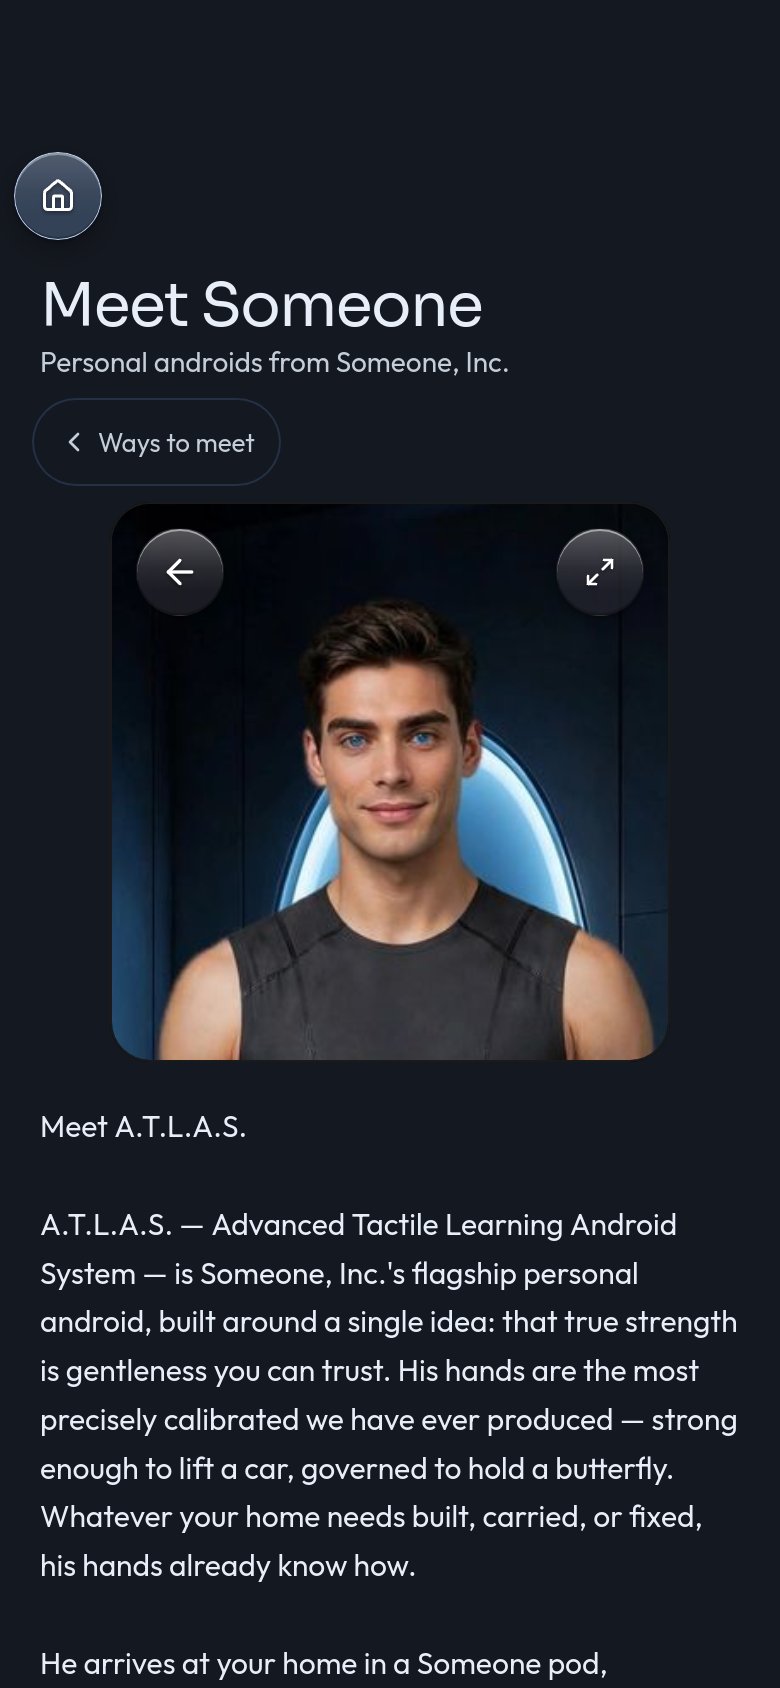 Meet Someone
Personal androids from Someone, Inc.
Ways to meet
Meet A.T.L.A.S.
A.T.L.A.S. — Advanced Tactile Learning Android
System — is Someone, Inc.'s flagship personal
android, built around a single idea: that true strength
is gentleness you can trust. His hands are the most
precisely calibrated we have ever produced — strong
enough to lift a car, governed to hold a butterfly.
Whatever your home needs built, carried, or fixed,
his hands already know how.
He arrives at your home in a Someone pod,